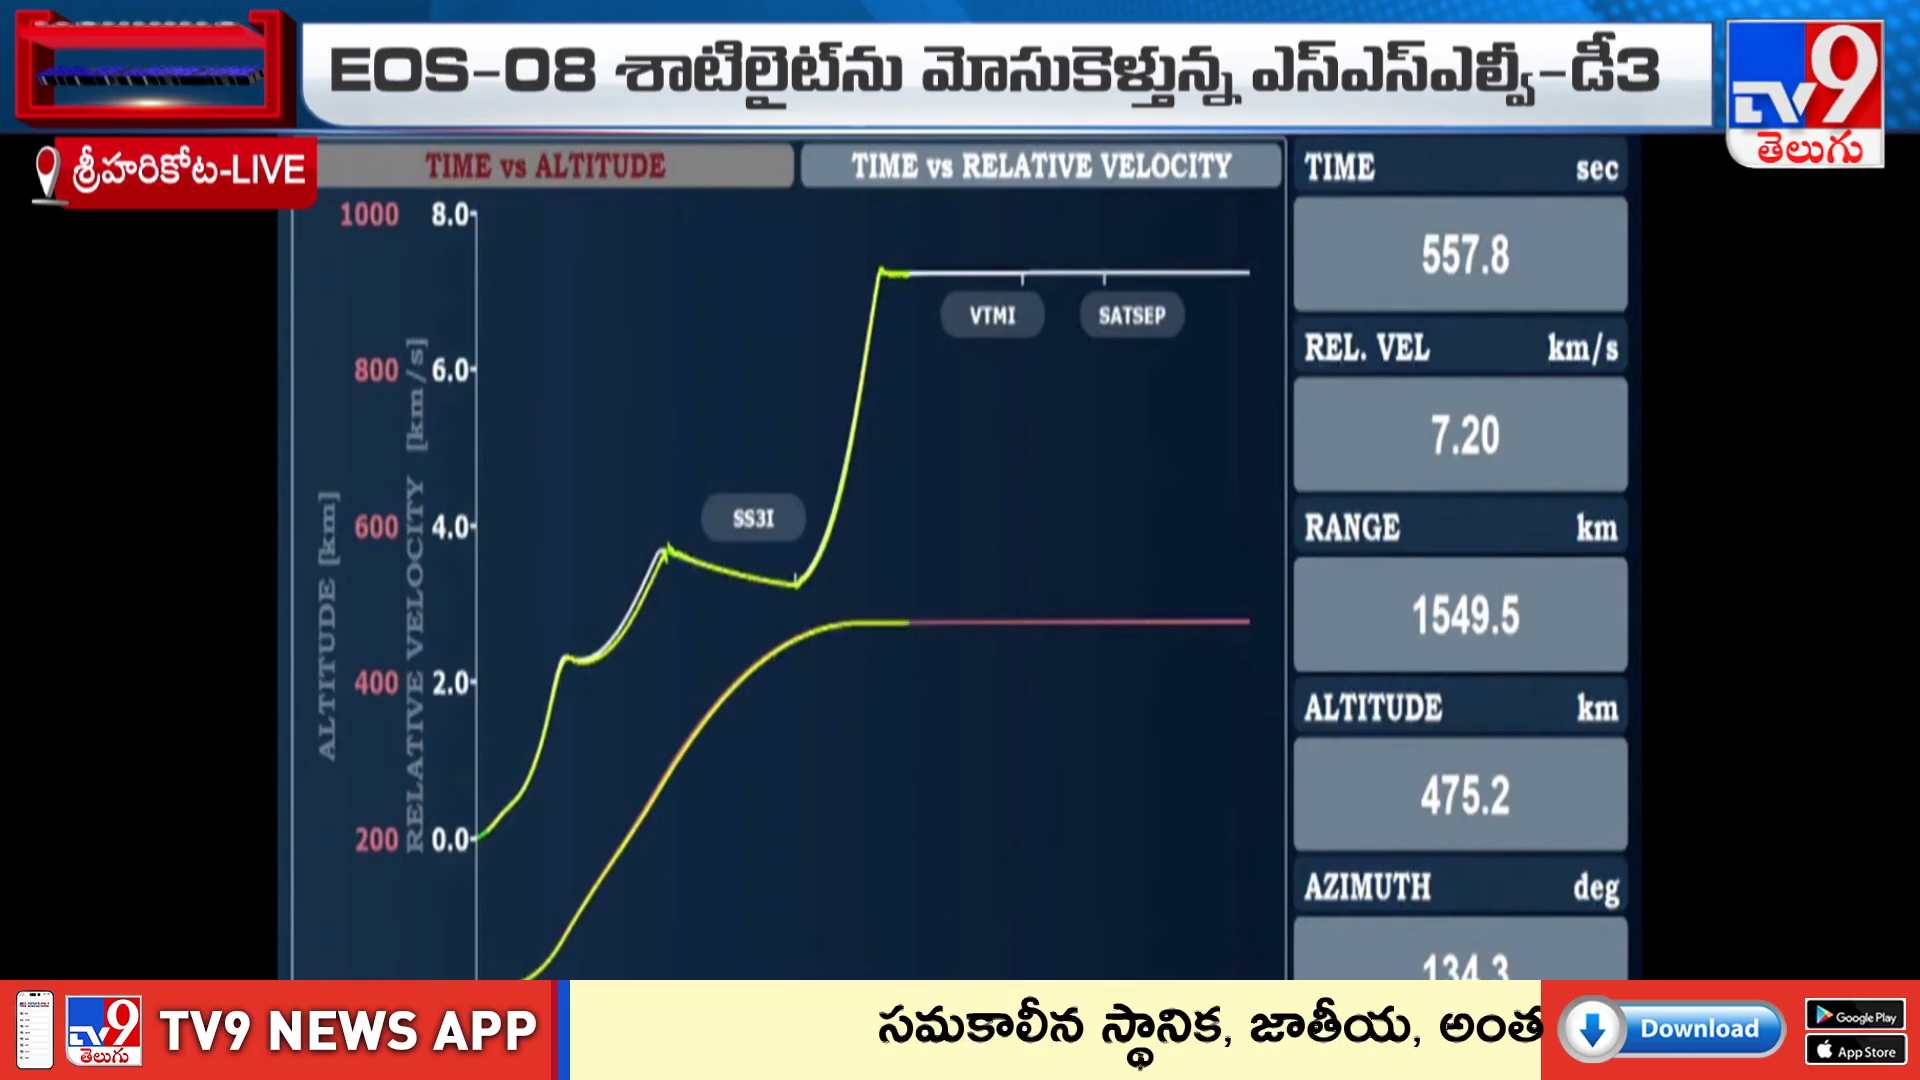 EOS-08 శాటిలైట్‌ను మోసుకెళ్తున్న ఎస్ఎస్ఎల్వీ-డీ3
TV9
తెలుగు
శ్రీహరికోట-LIVE
TIME vs ALTITUDE
TIME vs RELATIVE VELOCITY
1000 8.0
800 6.0
600 4.0
400 2.0
200 0.0
ALTITUDE [km]
RELATIVE VELOCITY [km/s]
VTMI
SATSEP
SS3I
TIME sec
557.8
REL. VEL km/s
7.20
RANGE km
1549.5
ALTITUDE km
475.2
AZIMUTH deg
134.3
TV9
తెలుగు
TV9 NEWS APP
సమకాలీన స్థానిక, జాతీయ, అంత
Download
Google Play
App Store